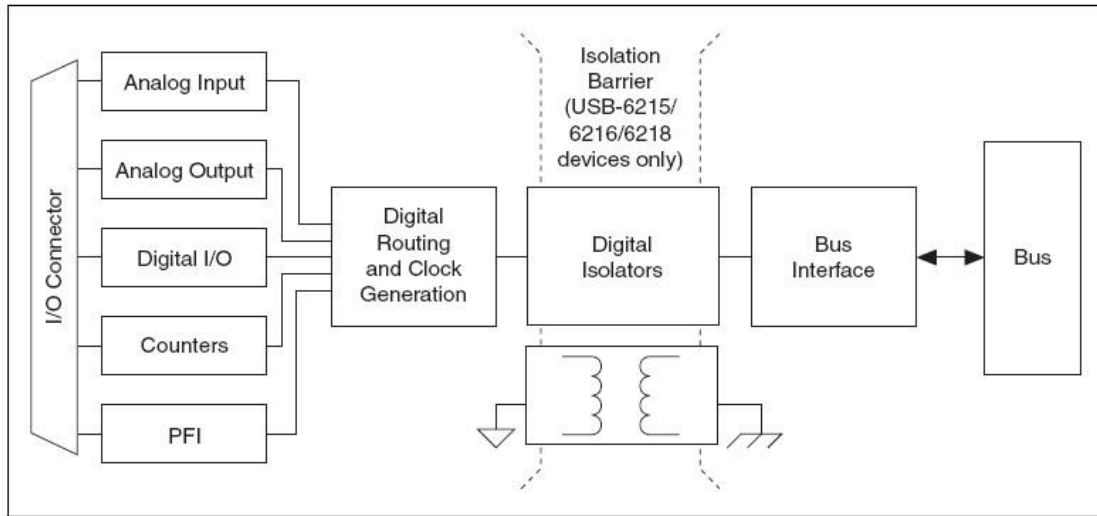 I/O Connector
Analog Input
Analog Output
Digital I/O
Counters
PFI
Digital
Routing
and Clock
Generation
Isolation
Barrier
(USB-6215/
6216/6218
devices only)
Digital
Isolators
Bus
Interface
Bus